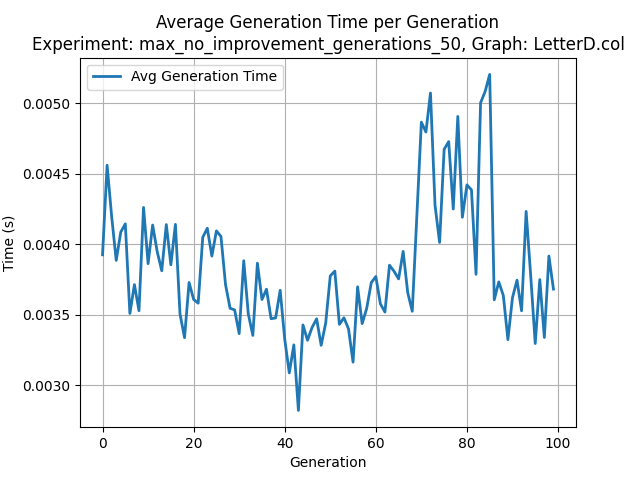 Average Generation Time per Generation
Experiment: max_no_improvement_generations_50, Graph: LetterD.col
Avg Generation Time
0.0050
0.0045
0.0040
0.0035
0.0030
Time (s)
0 20 40 60 80 100
Generation